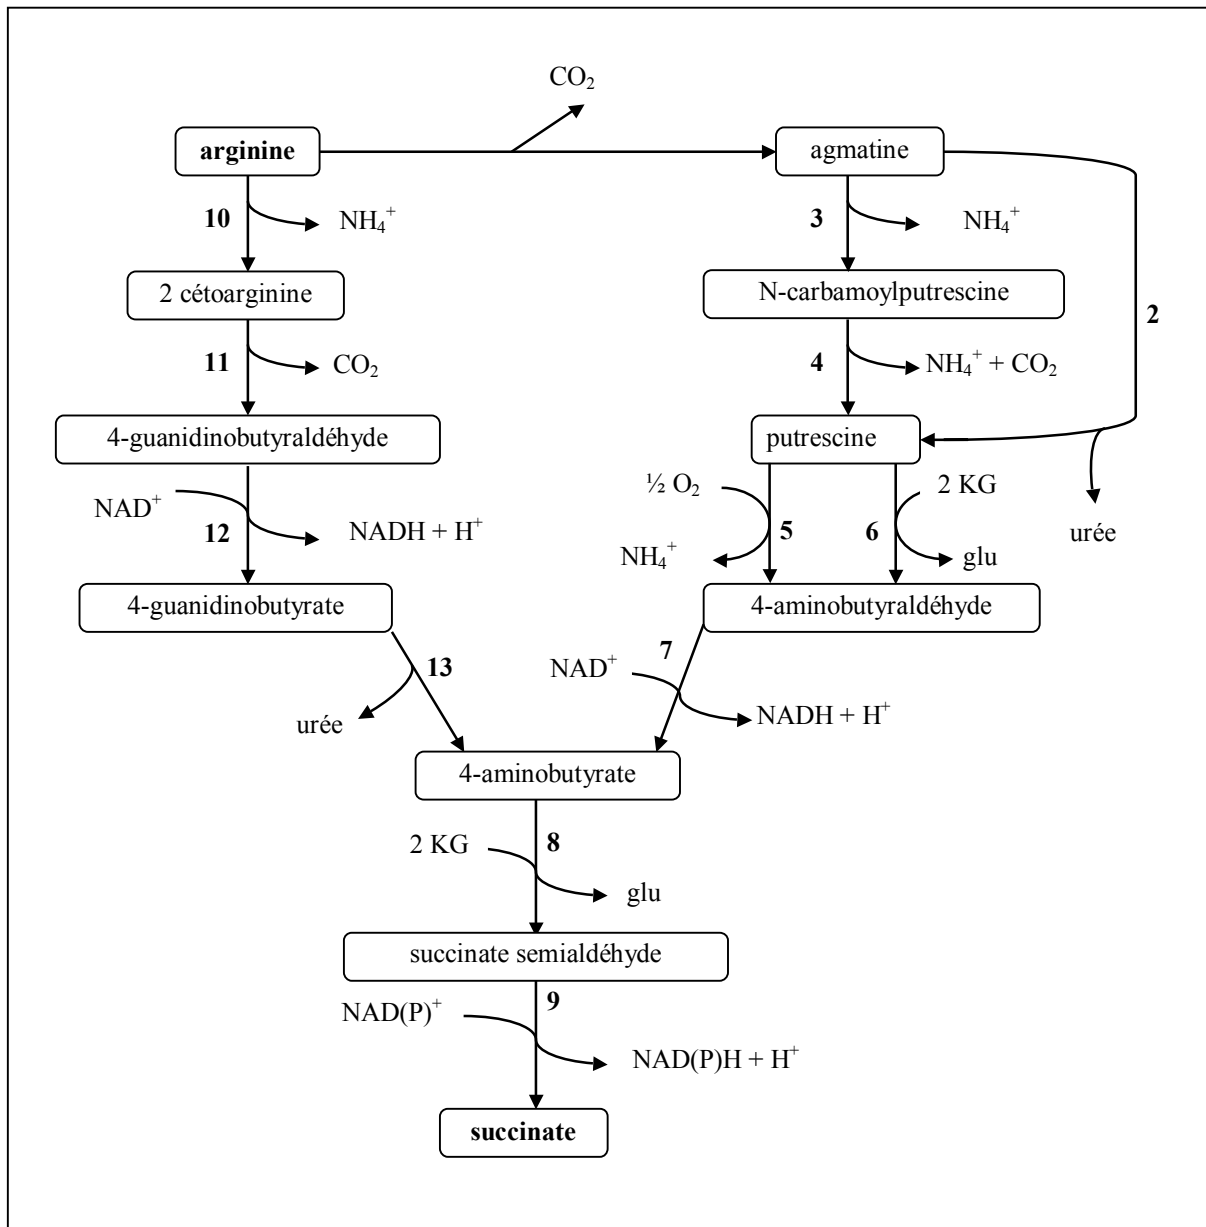 CO₂
arginine
agmatine
10
NH₄⁺
3
NH₄⁺
2 cétoarginine
N-carbamoylputrescine
2
11
CO₂
4
NH₄⁺ + CO₂
4-guanidinobutyraldéhyde
putrescine
NAD⁺
12
NADH + H⁺
½ O₂
5
NH₄⁺
6
2 KG
glu
urée
4-guanidinobutyrate
4-aminobutyraldéhyde
13
urée
7
NAD⁺
NADH + H⁺
4-aminobutyrate
8
2 KG
glu
succinate semialdéhyde
9
NAD(P)⁺
NAD(P)H + H⁺
succinate